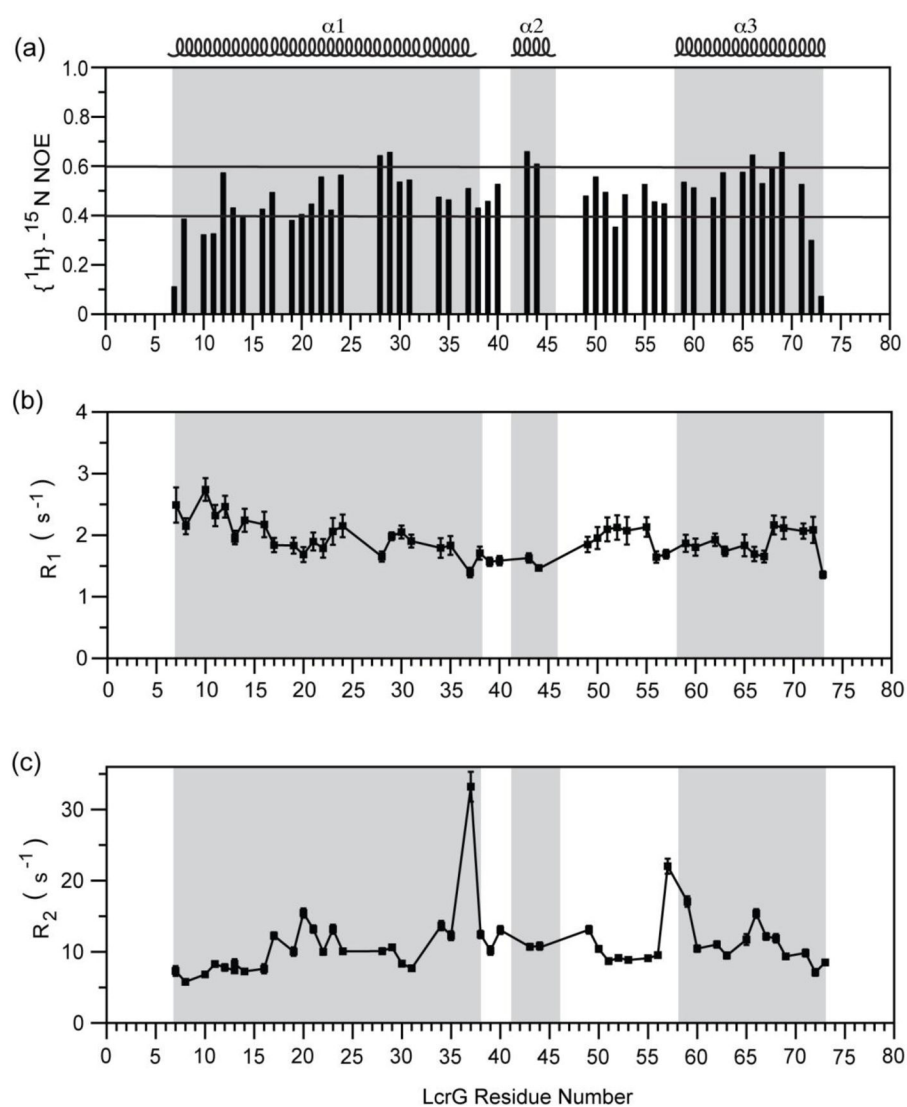 α1 α2 α3
(a)
{ ¹H} - ¹⁵N NOE
1.0
0.8
0.6
0.4
0.2
0
0 5 10 15 20 25 30 35 40 45 50 55 60 65 70 75 80
(b)
R₁ ( s⁻¹)
4
3
2
1
0
0 5 10 15 20 25 30 35 40 45 50 55 60 65 70 75 80
(c)
R₂ ( s⁻¹)
30
20
10
0
0 5 10 15 20 25 30 35 40 45 50 55 60 65 70 75 80
LcrG Residue Number